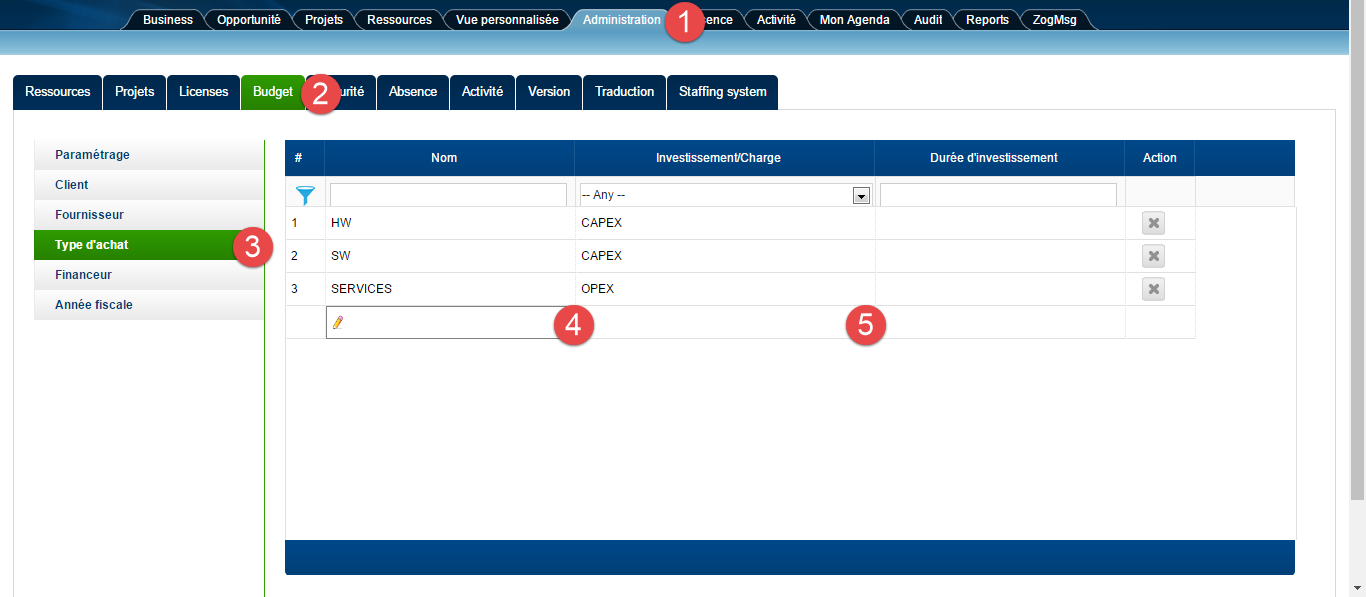 Business Opportunité Projets Ressources Vue personnalisée Administration 1 ence Activité Mon Agenda Audit Reports ZogMsg
Ressources Projets Licenses Budget 2 urité Absence Activité Version Traduction Staffing system
Paramétrage
Client
Fournisseur
Type d'achat 3
Financeur
Année fiscale
# Nom Investissement/Charge Durée d'investissement Action
-- Any --
1 HW CAPEX
2 SW CAPEX
3 SERVICES OPEX
4 5